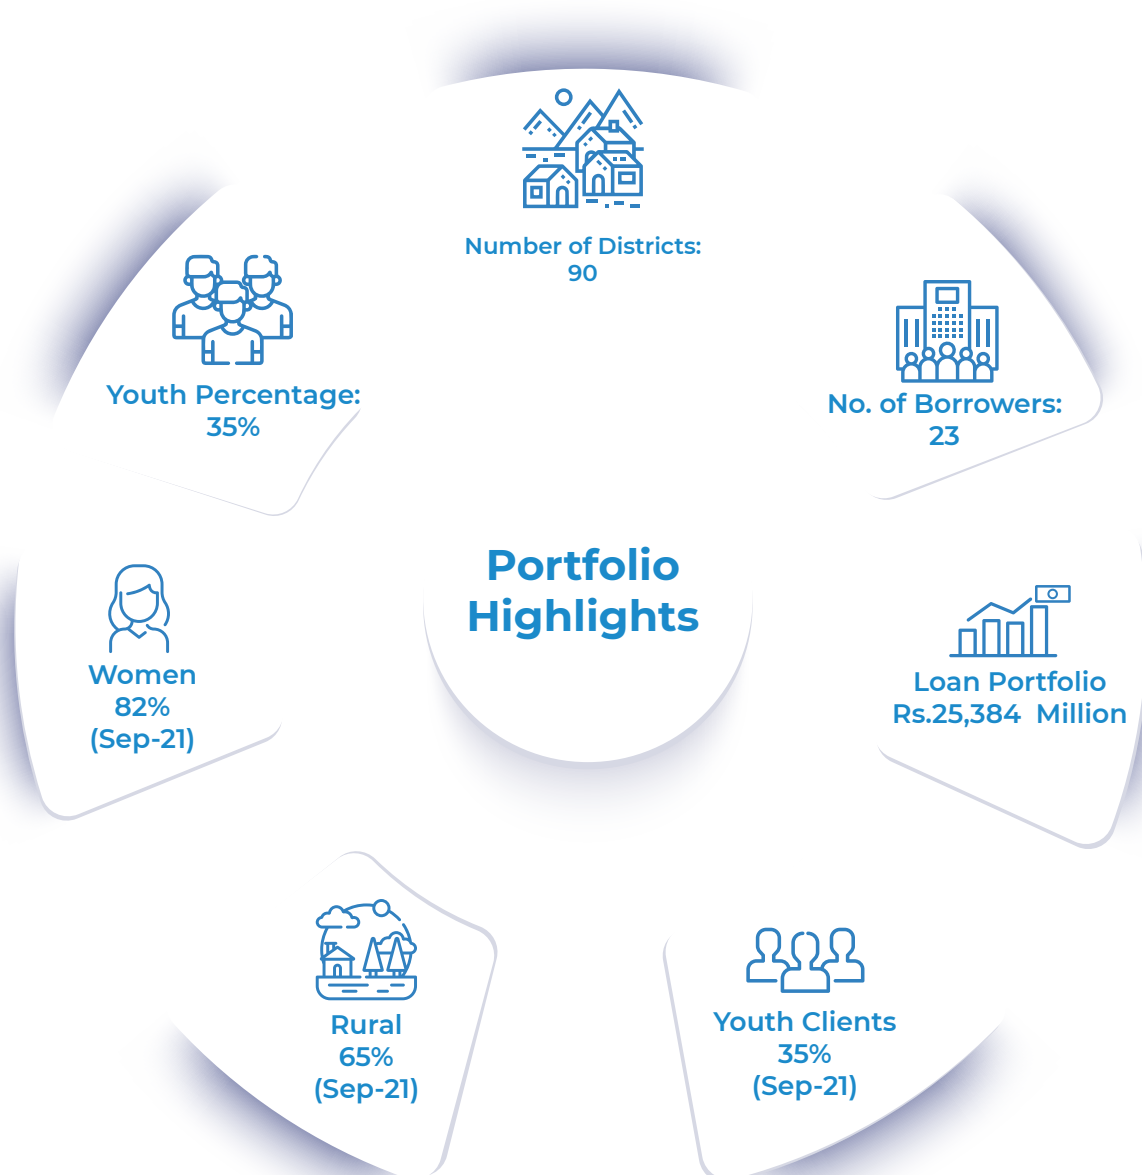 Number of Districts:
90
Youth Percentage:
35%
No. of Borrowers:
23
Portfolio
Highlights
Women
82%
(Sep-21)
Loan Portfolio
Rs.25,384 Million
Rural
65%
(Sep-21)
Youth Clients
35%
(Sep-21)